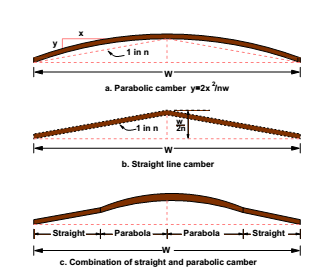 x
y
1 in n
W
a. Parabolic camber y=2x²/nw
1 in n
w
2n
W
b. Straight line camber
Straight Parabola Parabola Straight
W
c. Combination of straight and parabolic camber